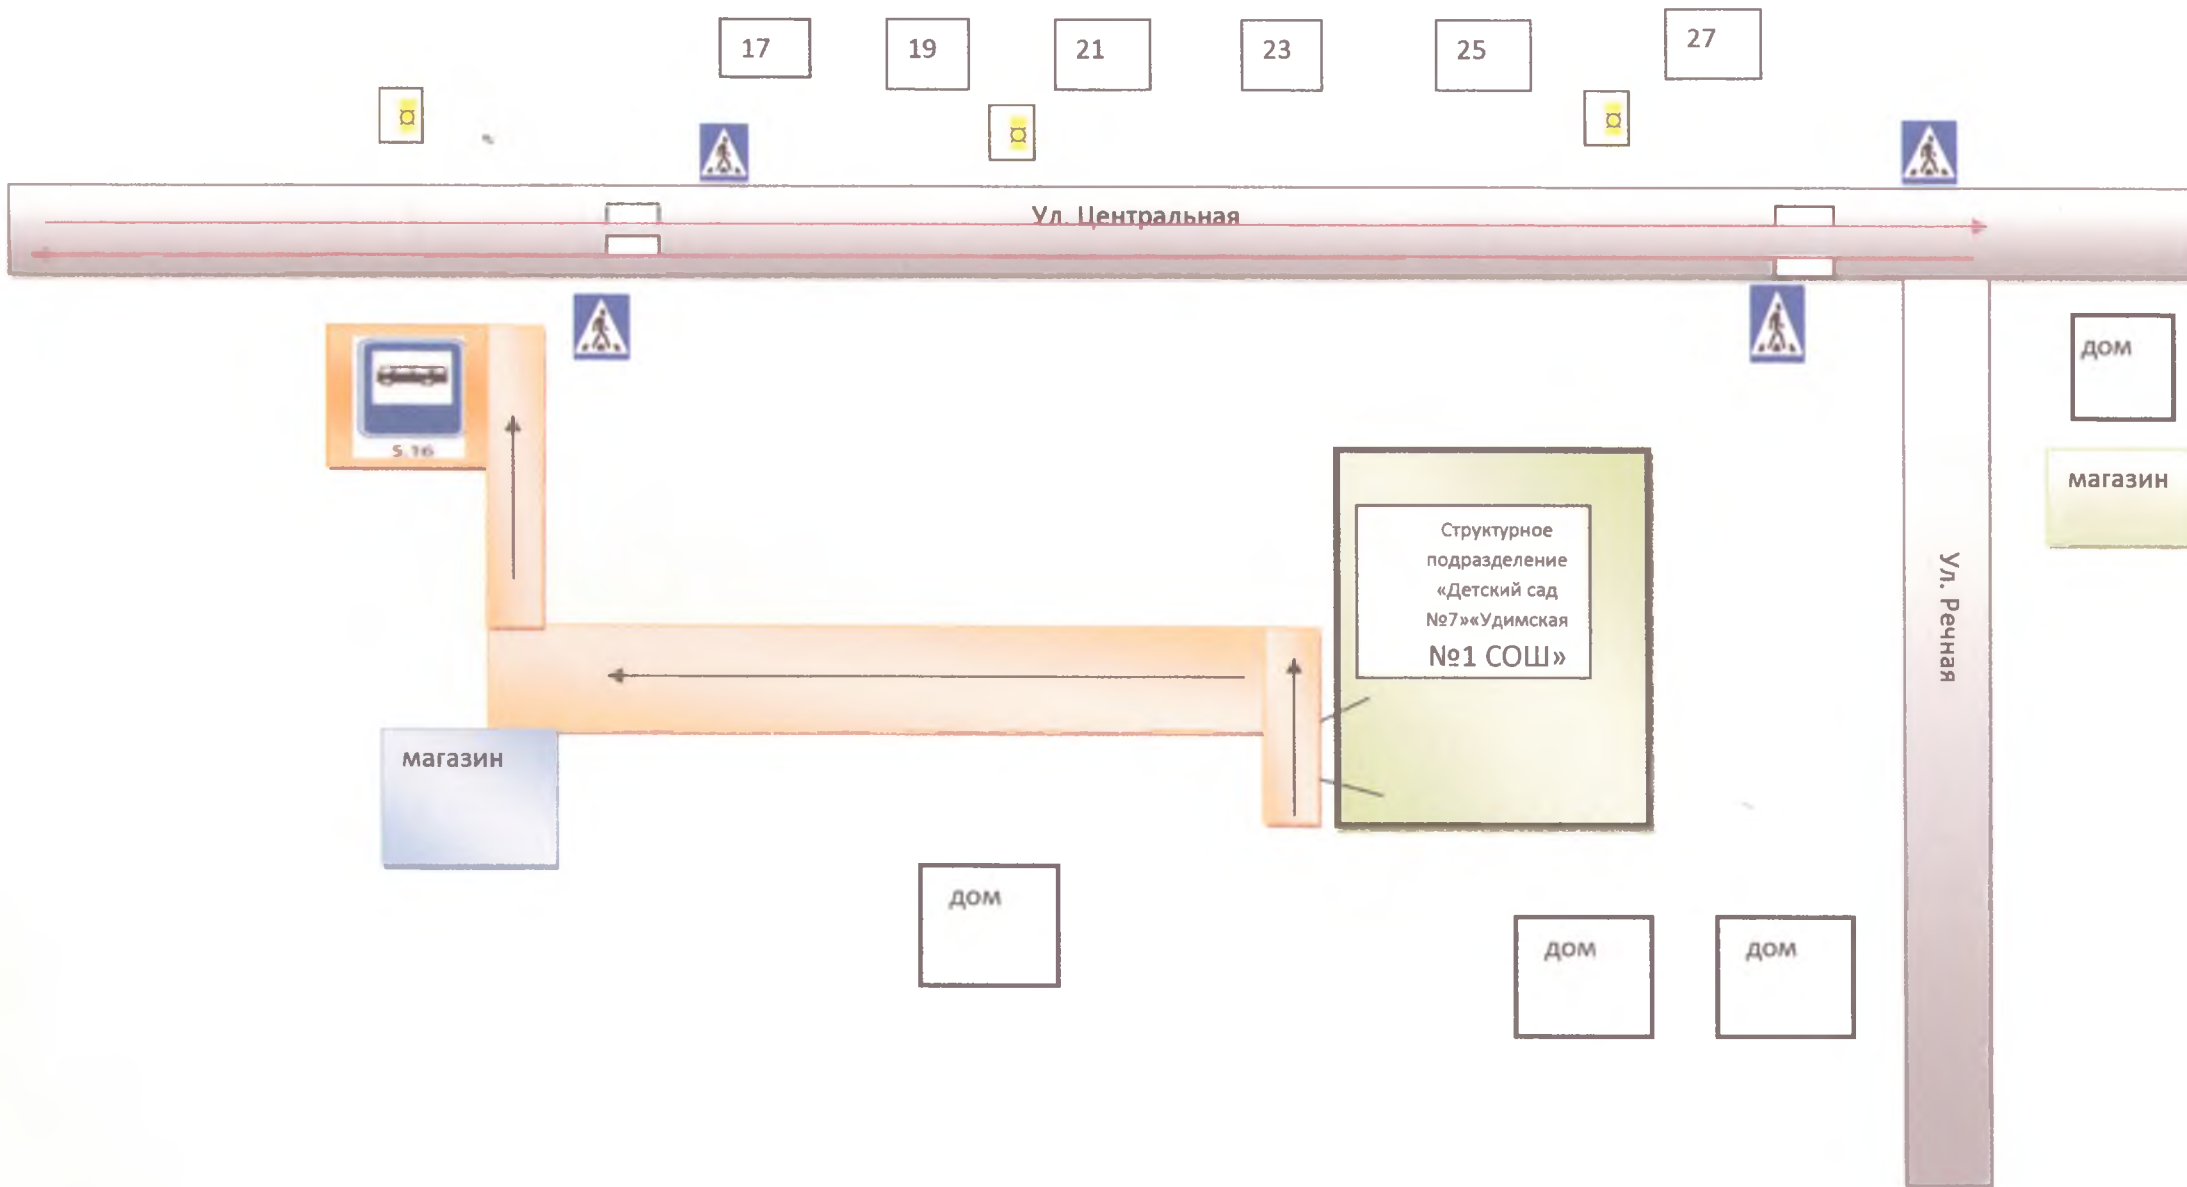 17
19
21
23
25
27
Ул. Центральная
5.16
дом
магазин
Структурное
подразделение
«Детский сад
№7»«Удимская
№1 СОШ»
Ул. Речная
магазин
дом
дом
дом